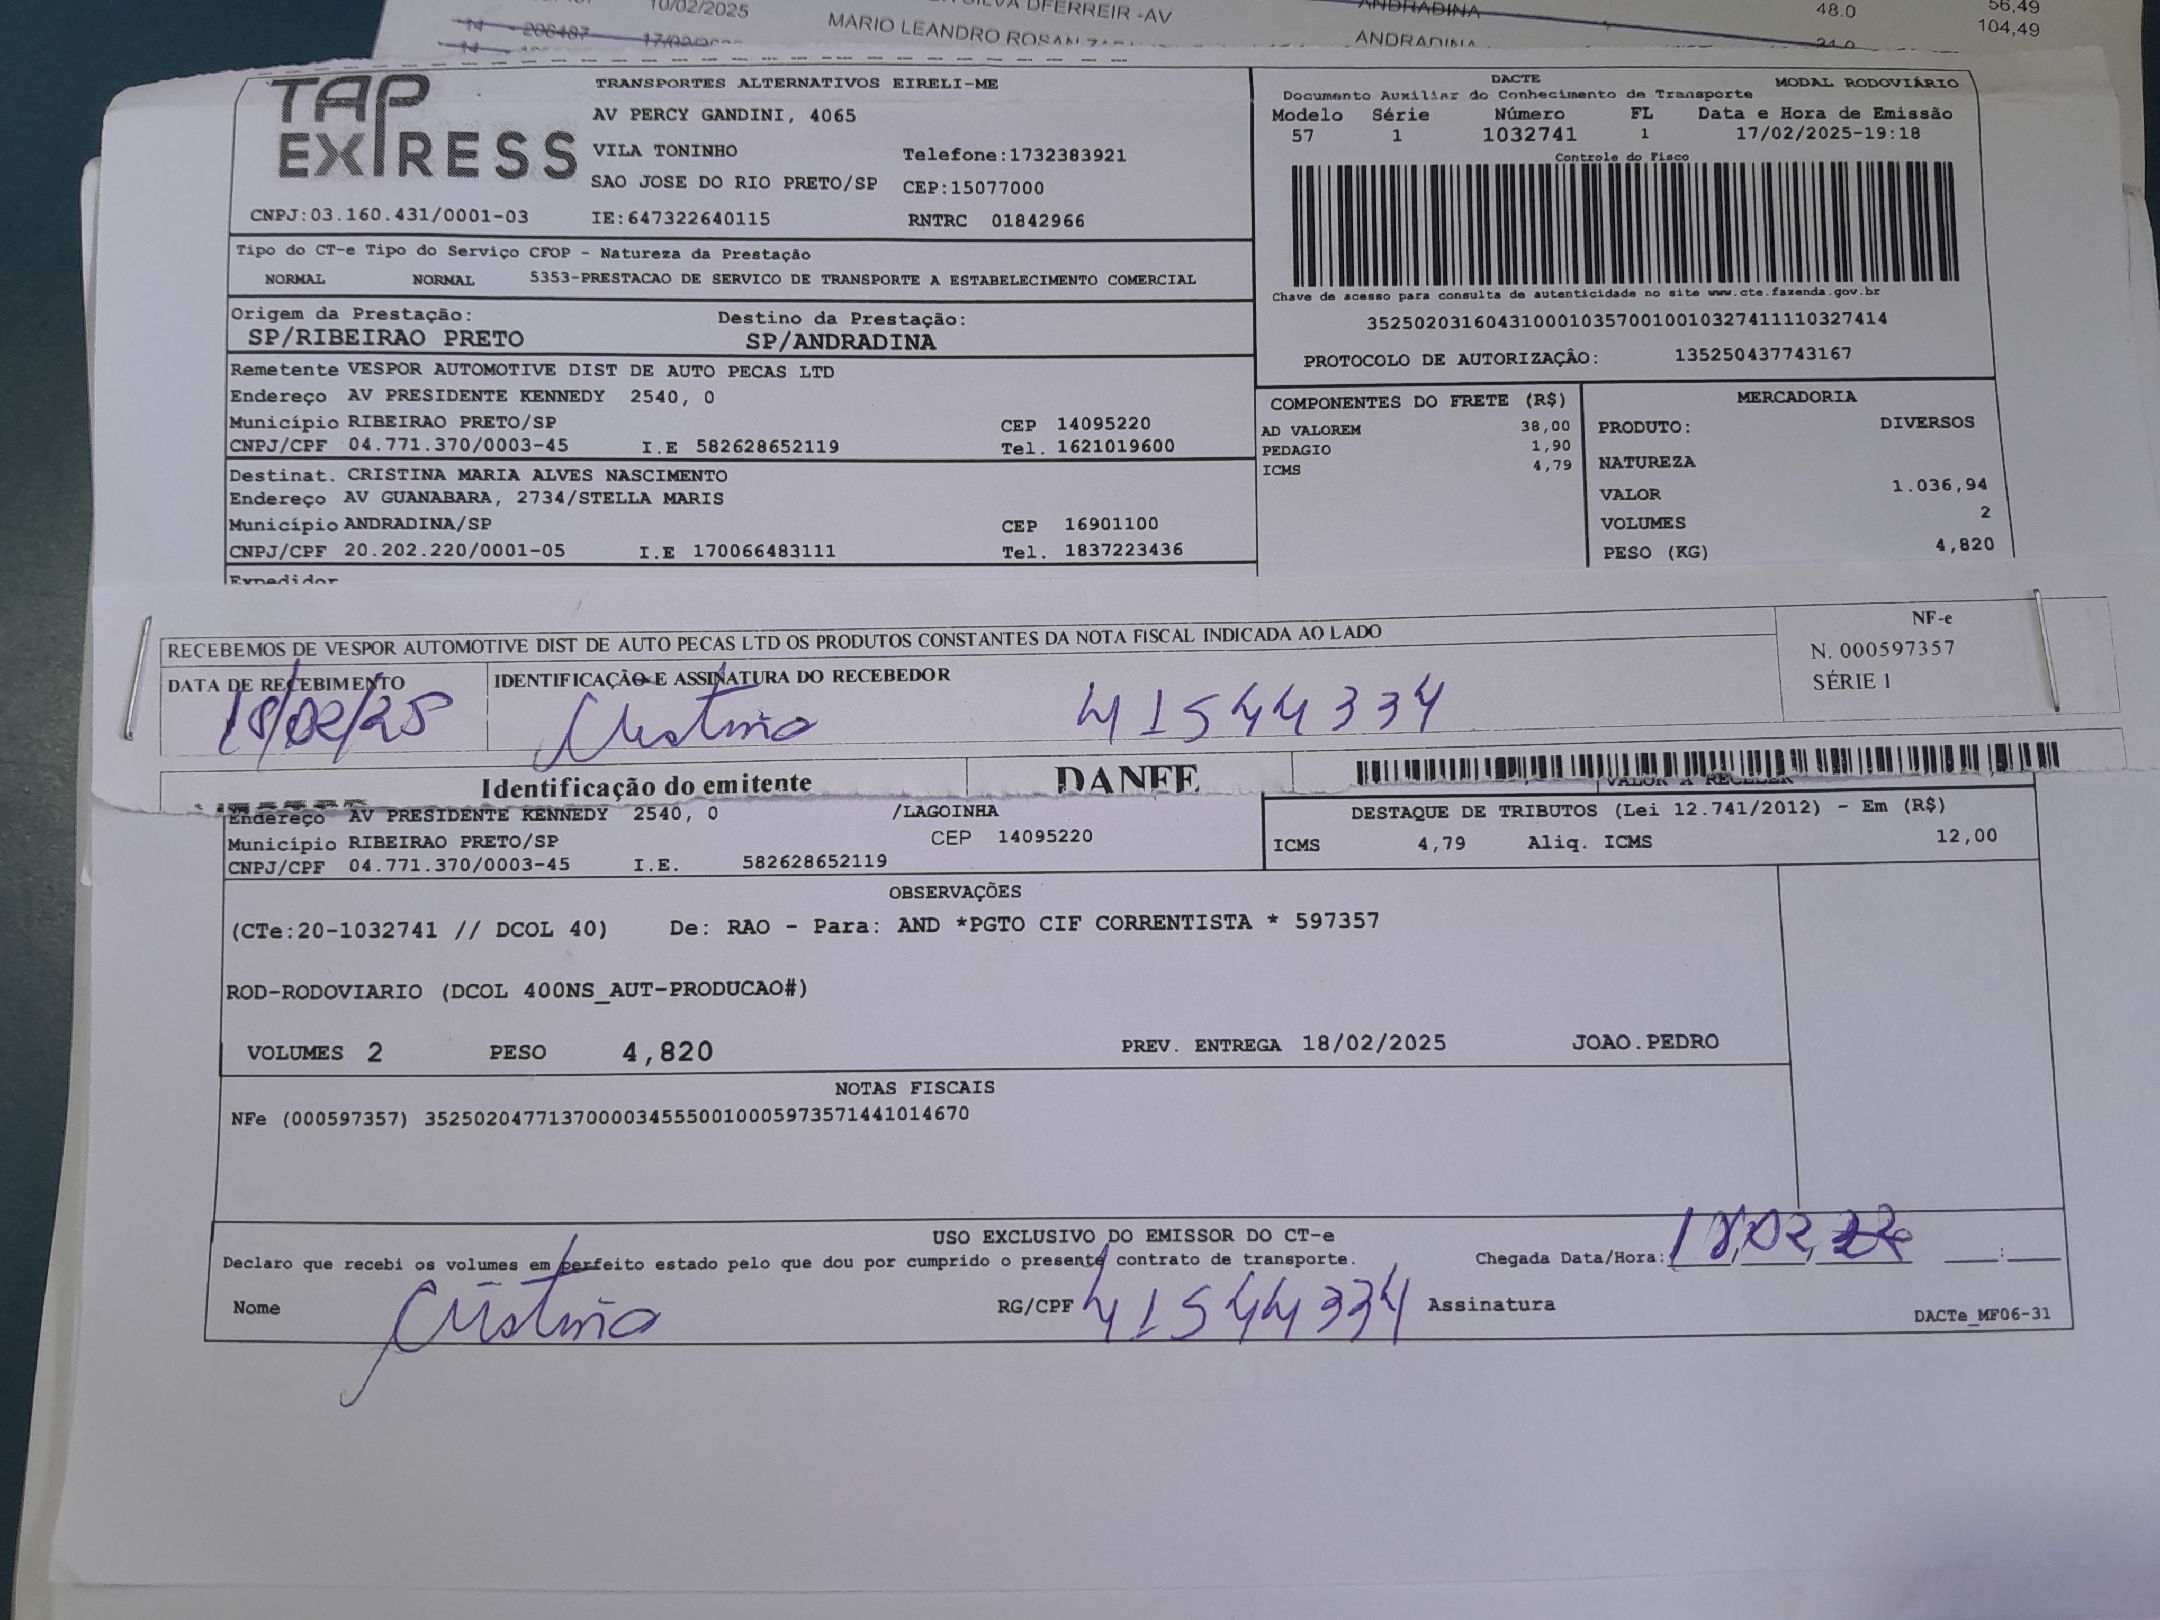 10/02/2025
DFERREIR -AV
ANDRADINA
48.0
56,49
14 200487 17/02/
MARIO LEANDRO
ANDRADINA
104,49
TAP EXPRESS
TRANSPORTES ALTERNATIVOS EIRELI-ME
AV PERCY GANDINI, 4065
VILA TONINHO
Telefone:1732383921
SAO JOSE DO RIO PRETO/SP CEP:15077000
CNPJ:03.160.431/0001-03 IE:647322640115 RNTRC 01842966
DACTE MODAL RODOVIÁRIO
Documento Auxiliar do Conhecimento de Transporte
Modelo Série Número FL Data e Hora de Emissão
57 1 1032741 1 17/02/2025-19:18
Controle do Fisco
Chave de acesso para consulta de autenticidade no site www.cte.fazenda.gov.br
35250203160431000103570010010327411110327414
PROTOCOLO DE AUTORIZAÇÃO: 135250437743167
Tipo do CT-e Tipo do Serviço CFOP - Natureza da Prestação
NORMAL NORMAL 5353-PRESTACAO DE SERVICO DE TRANSPORTE A ESTABELECIMENTO COMERCIAL
Origem da Prestação: Destino da Prestação:
SP/RIBEIRAO PRETO SP/ANDRADINA
Remetente VESPOR AUTOMOTIVE DIST DE AUTO PECAS LTD
Endereço AV PRESIDENTE KENNEDY 2540, 0
Município RIBEIRAO PRETO/SP CEP 14095220
CNPJ/CPF 04.771.370/0003-45 I.E 582628652119 Tel. 1621019600
Destinat. CRISTINA MARIA ALVES NASCIMENTO
Endereço AV GUANABARA, 2734/STELLA MARIS
Município ANDRADINA/SP CEP 16901100
CNPJ/CPF 20.202.220/0001-05 I.E 170066483111 Tel. 1837223436
Expedidor
COMPONENTES DO FRETE (R$)
AD VALOREM 38,00
PEDAGIO 1,90
ICMS 4,79
MERCADORIA
PRODUTO: DIVERSOS
NATUREZA
VALOR 1.036,94
VOLUMES 2
PESO (KG) 4,820
RECEBEMOS DE VESPOR AUTOMOTIVE DIST DE AUTO PECAS LTD OS PRODUTOS CONSTANTES DA NOTA FISCAL INDICADA AO LADO
NF-e
N. 000597357
SÉRIE 1
DATA DE RECEBIMENTO IDENTIFICAÇÃO E ASSINATURA DO RECEBEDOR
18/02/25 Cristina 41544334
Identificação do emitente DANFE
VALOR A RECEBER
Endereço AV PRESIDENTE KENNEDY 2540, 0 /LAGOINHA
Município RIBEIRAO PRETO/SP CEP 14095220
CNPJ/CPF 04.771.370/0003-45 I.E. 582628652119
DESTAQUE DE TRIBUTOS (Lei 12.741/2012) - Em (R$)
ICMS 4,79 Aliq. ICMS 12,00
OBSERVAÇÕES
(CTe:20-1032741 // DCOL 40) De: RAO - Para: AND *PGTO CIF CORRENTISTA * 597357
ROD-RODOVIARIO (DCOL 400NS_AUT-PRODUCAO#)
VOLUMES 2 PESO 4,820 PREV. ENTREGA 18/02/2025 JOAO.PEDRO
NOTAS FISCAIS
NFe (000597357) 35250204771370000345550010005973571441014670
USO EXCLUSIVO DO EMISSOR DO CT-e
Declaro que recebi os volumes em perfeito estado pelo que dou por cumprido o presente contrato de transporte.
Chegada Data/Hora: 18/02
Nome Cristina RG/CPF 41544334 Assinatura
DACTe_MF06-31